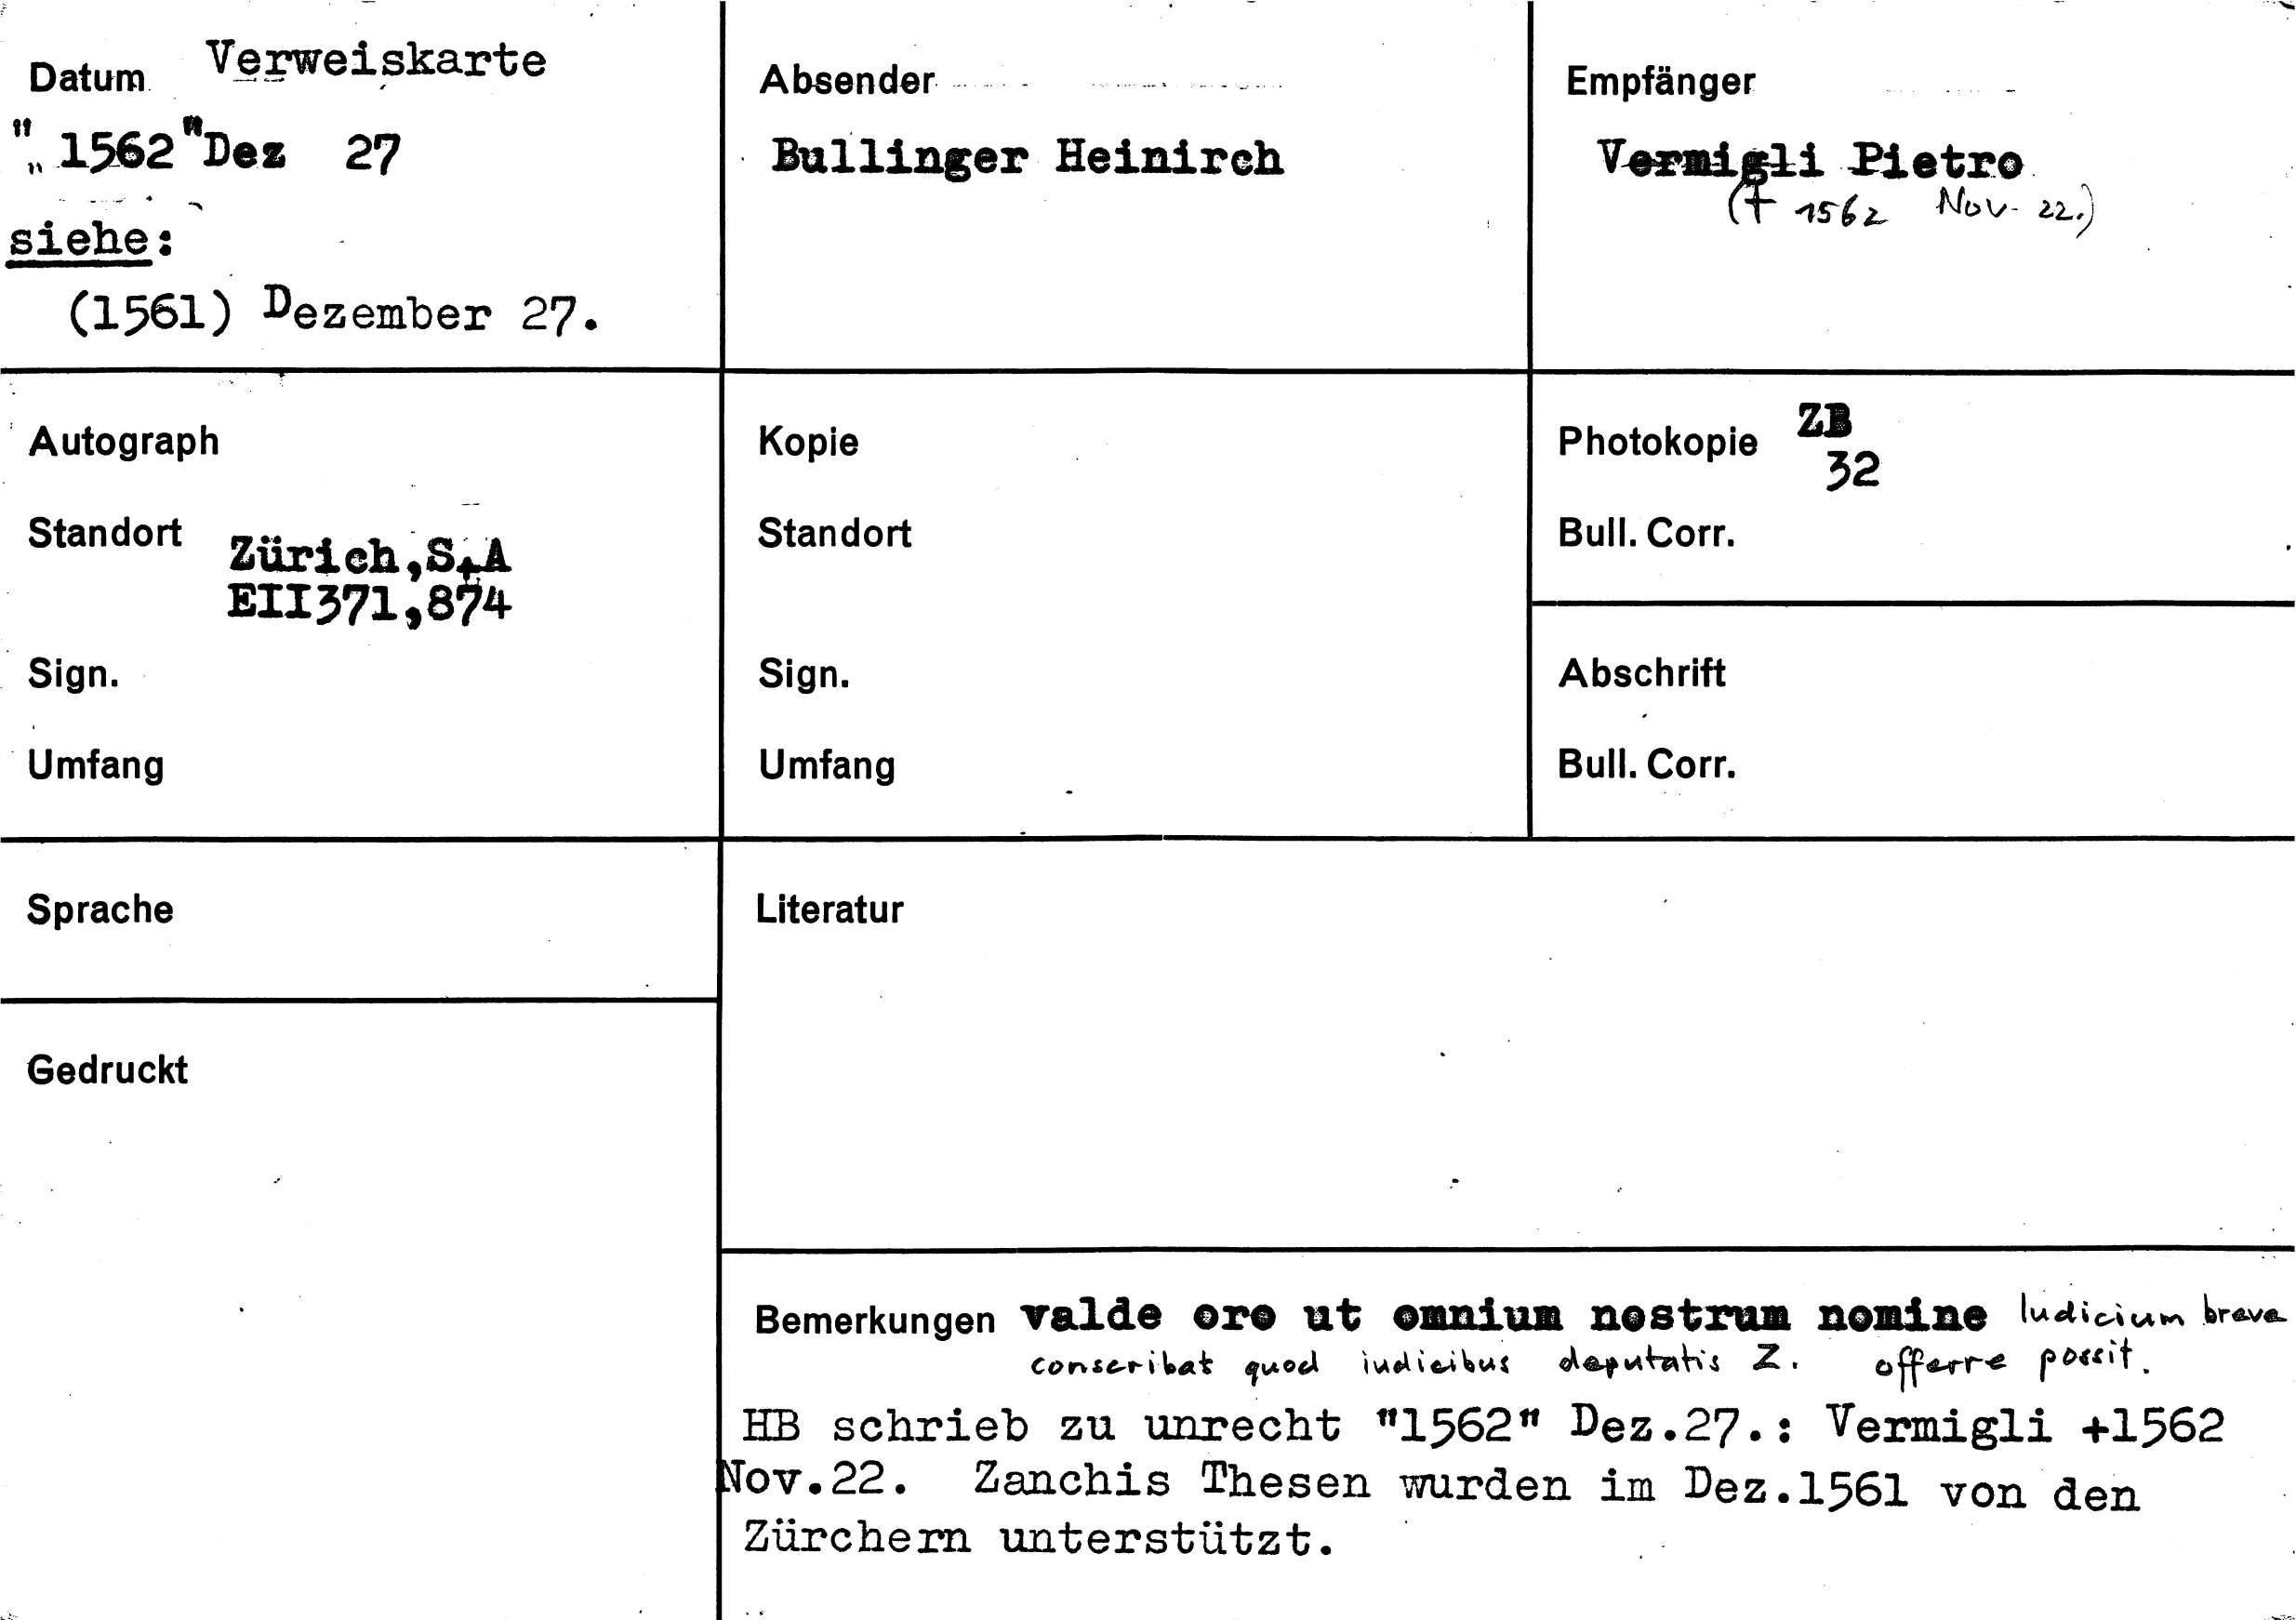 Datum Verweiskarte
"„ 1562" Dez 27
siehe:
(1561) Dezember 27.
Absender
Bullinger Heinirch
Empfänger
Vermigli Pietro
(† 1562 Nov. 22.)
Autograph
Standort Zürich, StA
EII371,874
Sign.
Umfang
Kopie
Standort
Sign.
Umfang
Photokopie ZB
32
Bull. Corr.
Abschrift
Bull. Corr.
Sprache
Gedruckt
Literatur
Bemerkungen valde oro ut omnium nostrum nomine Iudicium breve
conscribat quod iudicibus deputatis Z. offerre possit.
HB schrieb zu unrecht "1562" Dez.27.: Vermigli +1562
Nov.22. Zanchis Thesen wurden im Dez.1561 von den
Zürchern unterstützt.